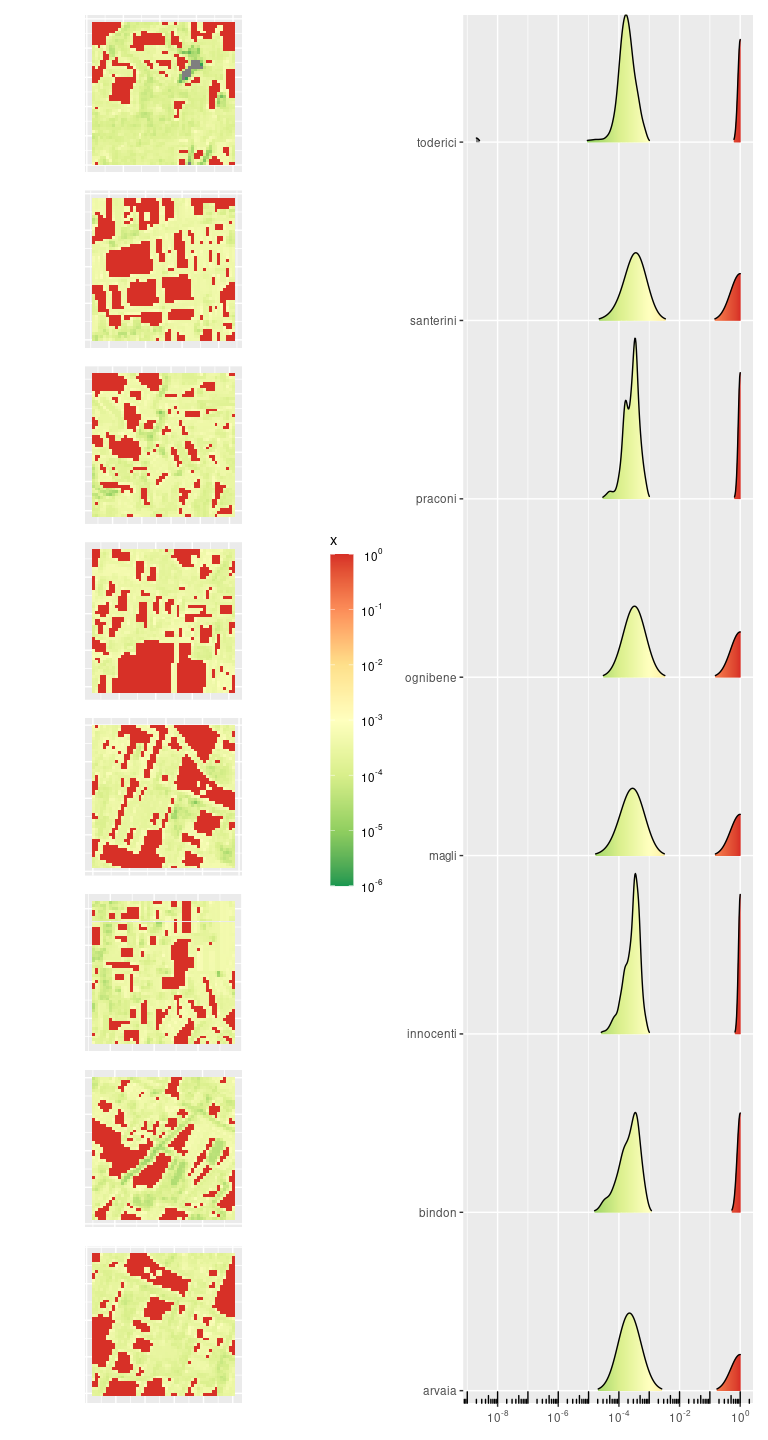 toderici
santerini
praconi
x
10^0
10^-1
10^-2
10^-3
10^-4
10^-5
10^-6
ognibene
magli
innocenti
bindon
arvaia
10^-8 10^-6 10^-4 10^-2 10^0